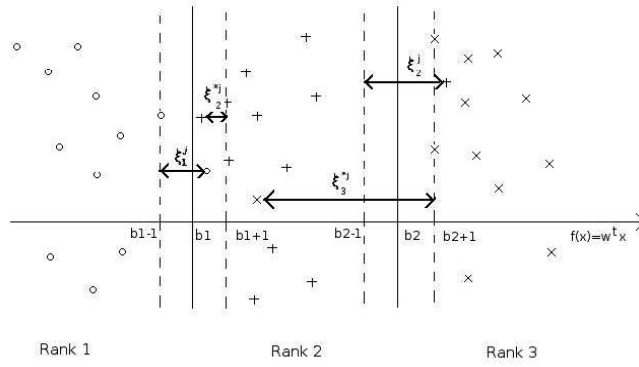 ξ₂ʲ
ξ₂*ʲ
ξ₁ʲ
ξ₃*ʲ
b1-1 b1 b1+1 b2-1 b2 b2+1 f(x)=wᵗx
Rank 1 Rank 2 Rank 3